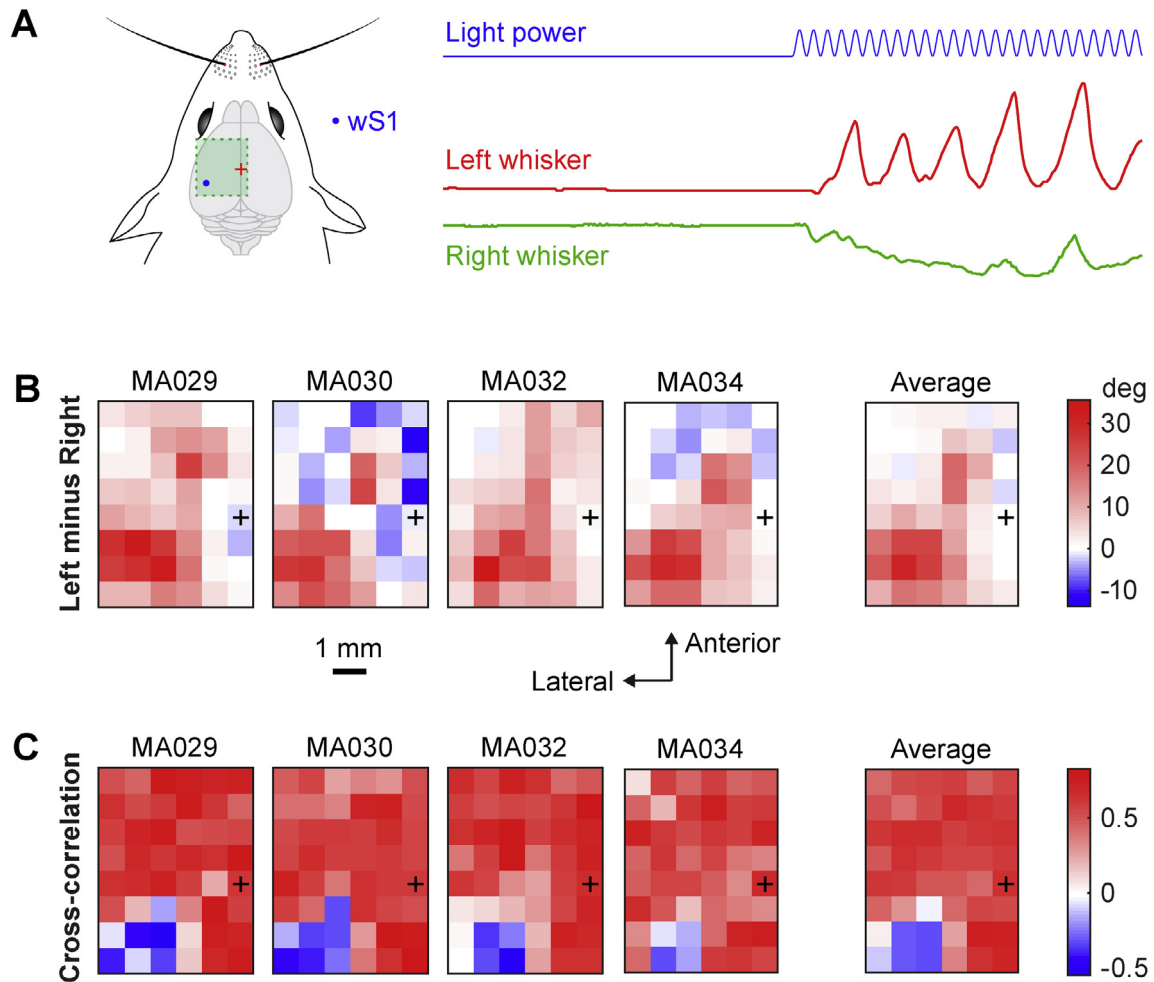 A
• wS1
Light power
Left whisker
Right whisker
B
Left minus Right
MA029
MA030
MA032
MA034
Average
deg
30
20
10
0
-10
+
+
+
+
+
1 mm
Anterior
Lateral
C
Cross-correlation
MA029
MA030
MA032
MA034
Average
0.5
0
-0.5
+
+
+
+
+